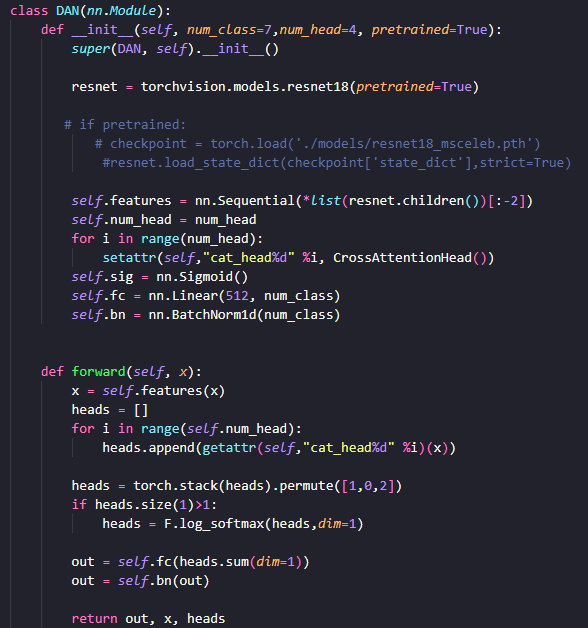 class DAN(nn.Module):
    def __init__(self, num_class=7,num_head=4, pretrained=True):
        super(DAN, self).__init__()
        resnet = torchvision.models.resnet18(pretrained=True)
       # if pretrained:
           # checkpoint = torch.load('./models/resnet18_msceleb.pth')
            #resnet.load_state_dict(checkpoint['state_dict'],strict=True)
        self.features = nn.Sequential(*list(resnet.children())[:-2])
        self.num_head = num_head
        for i in range(num_head):
            setattr(self,"cat_head%d" %i, CrossAttentionHead())
        self.sig = nn.Sigmoid()
        self.fc = nn.Linear(512, num_class)
        self.bn = nn.BatchNorm1d(num_class)
    def forward(self, x):
        x = self.features(x)
        heads = []
        for i in range(self.num_head):
            heads.append(getattr(self,"cat_head%d" %i)(x))
        heads = torch.stack(heads).permute([1,0,2])
        if heads.size(1)>1:
            heads = F.log_softmax(heads,dim=1)
        out = self.fc(heads.sum(dim=1))
        out = self.bn(out)
        return out, x, heads